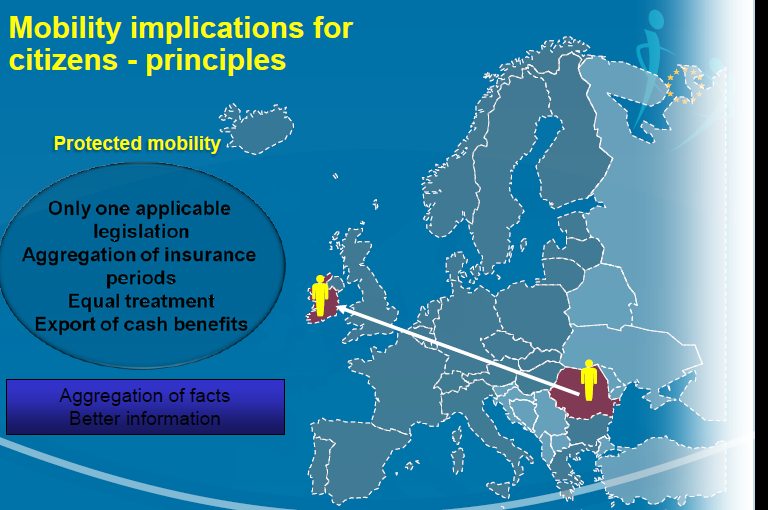 Mobility implications for
citizens - principles
Protected mobility
Only one applicable
legislation
Aggregation of insurance
periods
Equal treatment
Export of cash benefits
Aggregation of facts
Better information